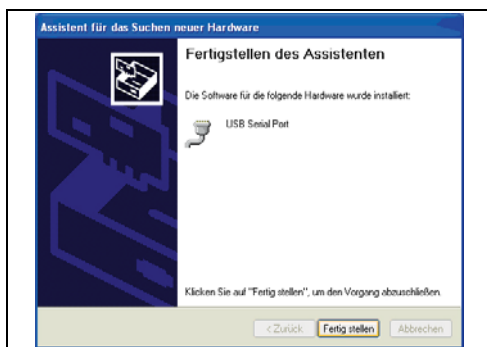 Assistent für das Suchen neuer Hardware
Fertigstellen des Assistenten
Die Software für die folgende Hardware wurde installiert:
USB Serial Port
Klicken Sie auf "Fertig stellen", um den Vorgang abzuschließen.
< Zurück Fertig stellen Abbrechen